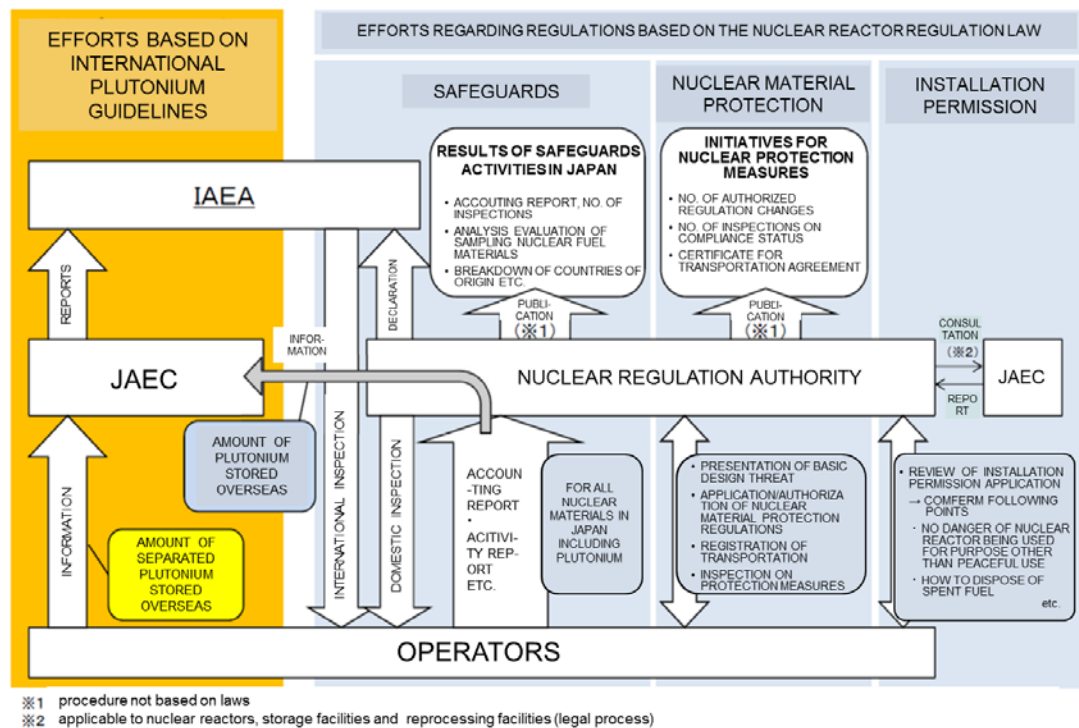 EFFORTS BASED ON
INTERNATIONAL
PLUTONIUM
GUIDELINES
EFFORTS REGARDING REGULATIONS BASED ON THE NUCLEAR REACTOR REGULATION LAW
SAFEGUARDS
NUCLEAR MATERIAL
PROTECTION
INSTALLATION
PERMISSION
RESULTS OF SAFEGUARDS
ACTIVITIES IN JAPAN
• ACCOUTING REPORT, NO. OF
INSPECTIONS
• ANALYSIS EVALUATION OF
SAMPLING NUCLEAR FUEL
MATERIALS
• BREAKDOWN OF COUNTRIES OF
ORIGIN ETC.
INITIATIVES FOR
NUCLEAR PROTECTION
MEASURES
• NO. OF AUTHORIZED
REGULATION CHANGES
• NO. OF INSPECTIONS ON
COMPLIANCE STATUS
• CERTIFICATE FOR
TRANSPORTATION AGREEMENT
IAEA
REPORTS
DECLARATION
PUBLI-
CATION
(※1)
PUBLI-
CATION
(※1)
INFOR-
MATION
CONSUL
TATION
(※2)
JAEC
NUCLEAR REGULATION AUTHORITY
JAEC
REPO
RT
AMOUNT OF
PLUTONIUM
STORED
OVERSEAS
INFORMATION
AMOUNT OF
SEPARATED
PLUTONIUM
STORED
OVERSEAS
INTERNATIONAL INSPECTION
DOMESTIC INSPECTION
ACCOUN
-TING
REPORT
•
ACITIVITY
Y REP-
ORT
ETC.
FOR ALL
NUCLEAR
MATERIALS IN
JAPAN
INCLUDING
PLUTONIUM
• PRESENTATION OF BASIC
DESIGN THREAT
• APPLICATION/AUTHORIZA
TION OF NUCLEAR
MATERIAL PROTECTION
REGULATIONS
• REGISTRATION OF
TRANSPORTATION
• INSPECTION ON
PROTECTION MEASURES
• REVIEW OF INSTALLATION
PERMISSION APPLICATION
→ COMFERM FOLLOWING
POINTS
• NO DANGER OF NUCLEAR
REACTOR BEING USED
FOR PURPOSE OTHER
THAN PEACEFUL USE
• HOW TO DISPOSE OF
SPENT FUEL
etc.
OPERATORS
※1 procedure not based on laws
※2 applicable to nuclear reactors, storage facilities and reprocessing facilities (legal process)